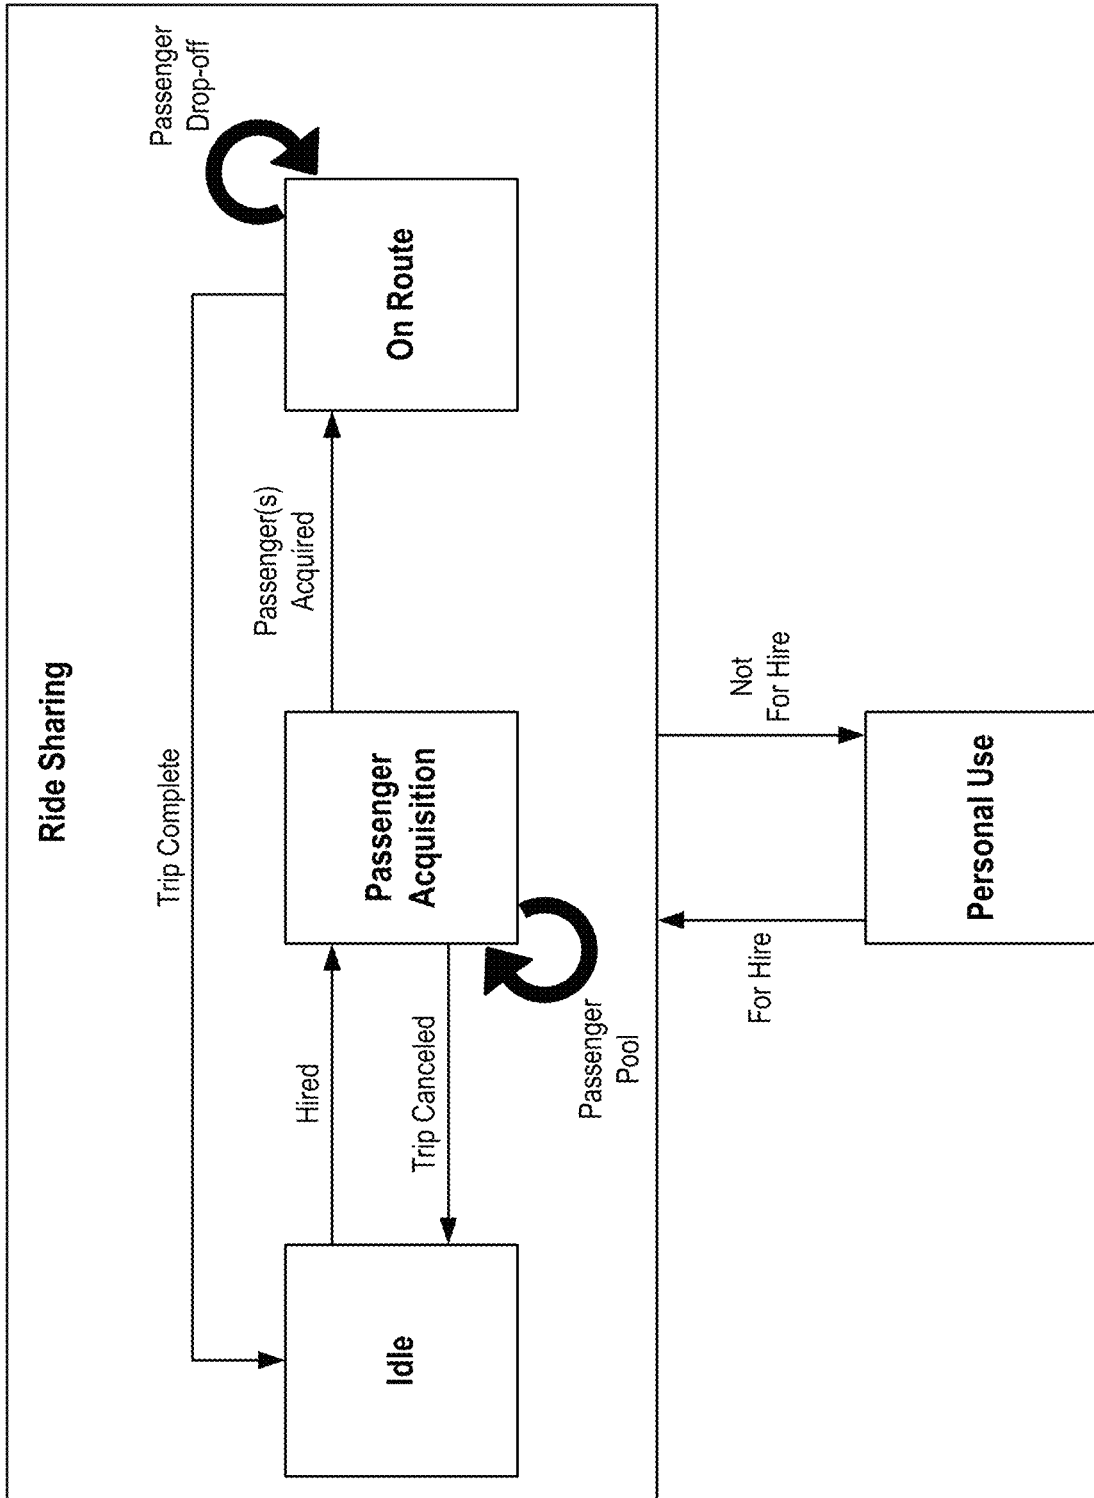 Ride Sharing
Trip Complete
Passenger
Drop-off
Hired
Passenger(s)
Acquired
Idle
Passenger
Acquisition
On Route
Trip Canceled
Passenger
Pool
For Hire
Not
For Hire
Personal Use